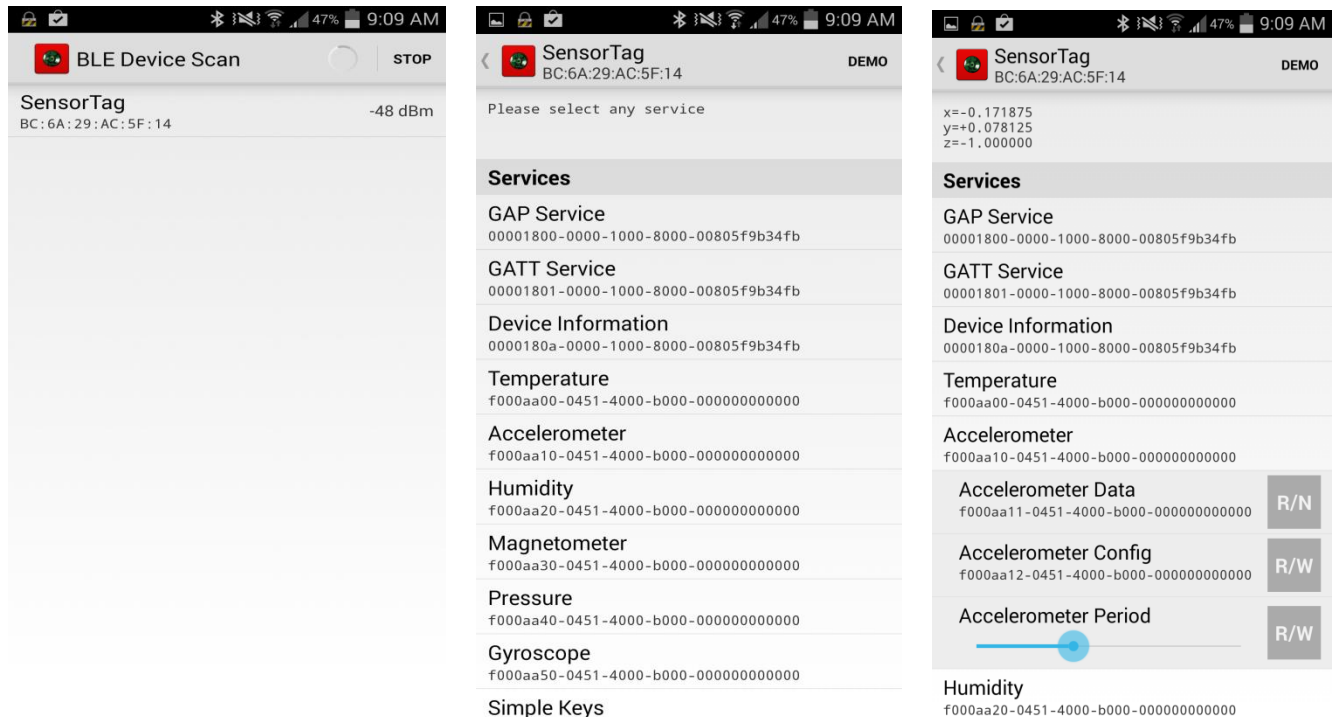 47% 9:09 AM
BLE Device Scan STOP
SensorTag -48 dBm
BC:6A:29:AC:5F:14
47% 9:09 AM
SensorTag
BC:6A:29:AC:5F:14 DEMO
Please select any service
Services
GAP Service
00001800-0000-1000-8000-00805f9b34fb
GATT Service
00001801-0000-1000-8000-00805f9b34fb
Device Information
0000180a-0000-1000-8000-00805f9b34fb
Temperature
f000aa00-0451-4000-b000-000000000000
Accelerometer
f000aa10-0451-4000-b000-000000000000
Humidity
f000aa20-0451-4000-b000-000000000000
Magnetometer
f000aa30-0451-4000-b000-000000000000
Pressure
f000aa40-0451-4000-b000-000000000000
Gyroscope
f000aa50-0451-4000-b000-000000000000
Simple Keys
47% 9:09 AM
SensorTag
BC:6A:29:AC:5F:14 DEMO
x=-0.171875
y=+0.078125
z=-1.000000
Services
GAP Service
00001800-0000-1000-8000-00805f9b34fb
GATT Service
00001801-0000-1000-8000-00805f9b34fb
Device Information
0000180a-0000-1000-8000-00805f9b34fb
Temperature
f000aa00-0451-4000-b000-000000000000
Accelerometer
f000aa10-0451-4000-b000-000000000000
Accelerometer Data
f000aa11-0451-4000-b000-000000000000 R/N
Accelerometer Config
f000aa12-0451-4000-b000-000000000000 R/W
Accelerometer Period
R/W
Humidity
f000aa20-0451-4000-b000-000000000000